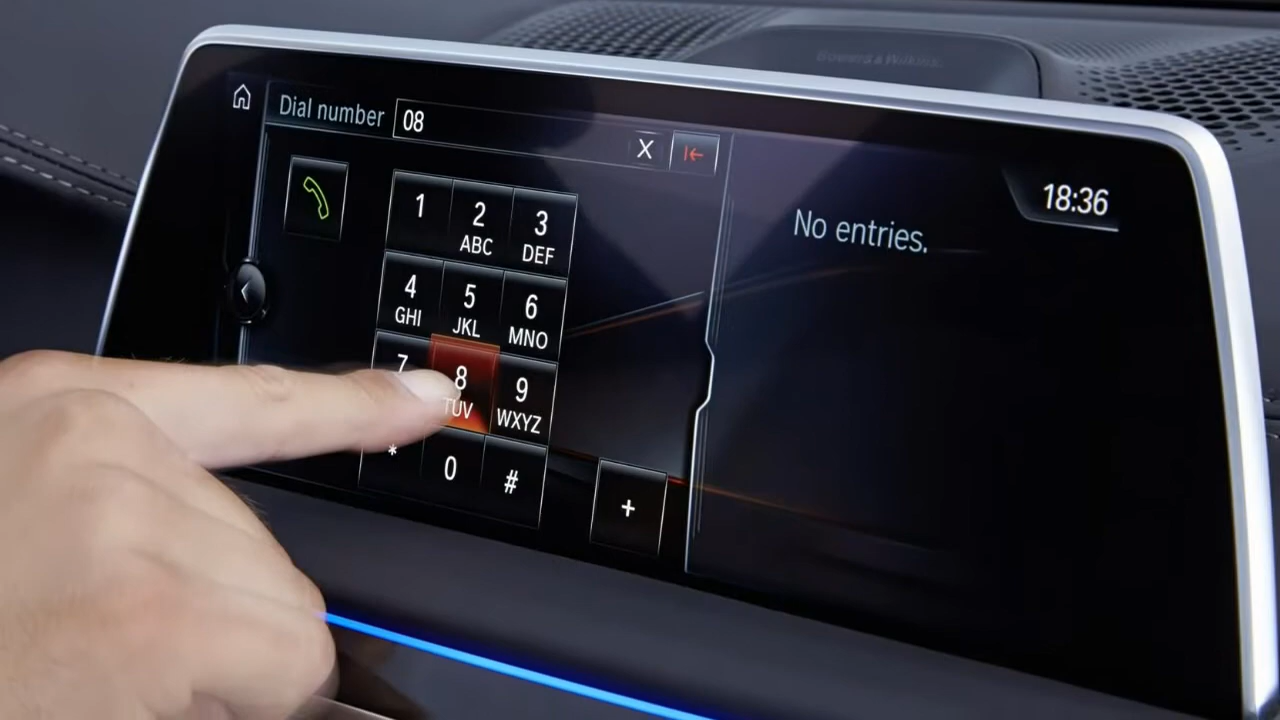 Bowers & Wilkins
Dial number 08 X
18:36
No entries.
1 2 3
ABC DEF
4 5 6
GHI JKL MNO
7 8 9
TUV WXYZ
* 0 #
+